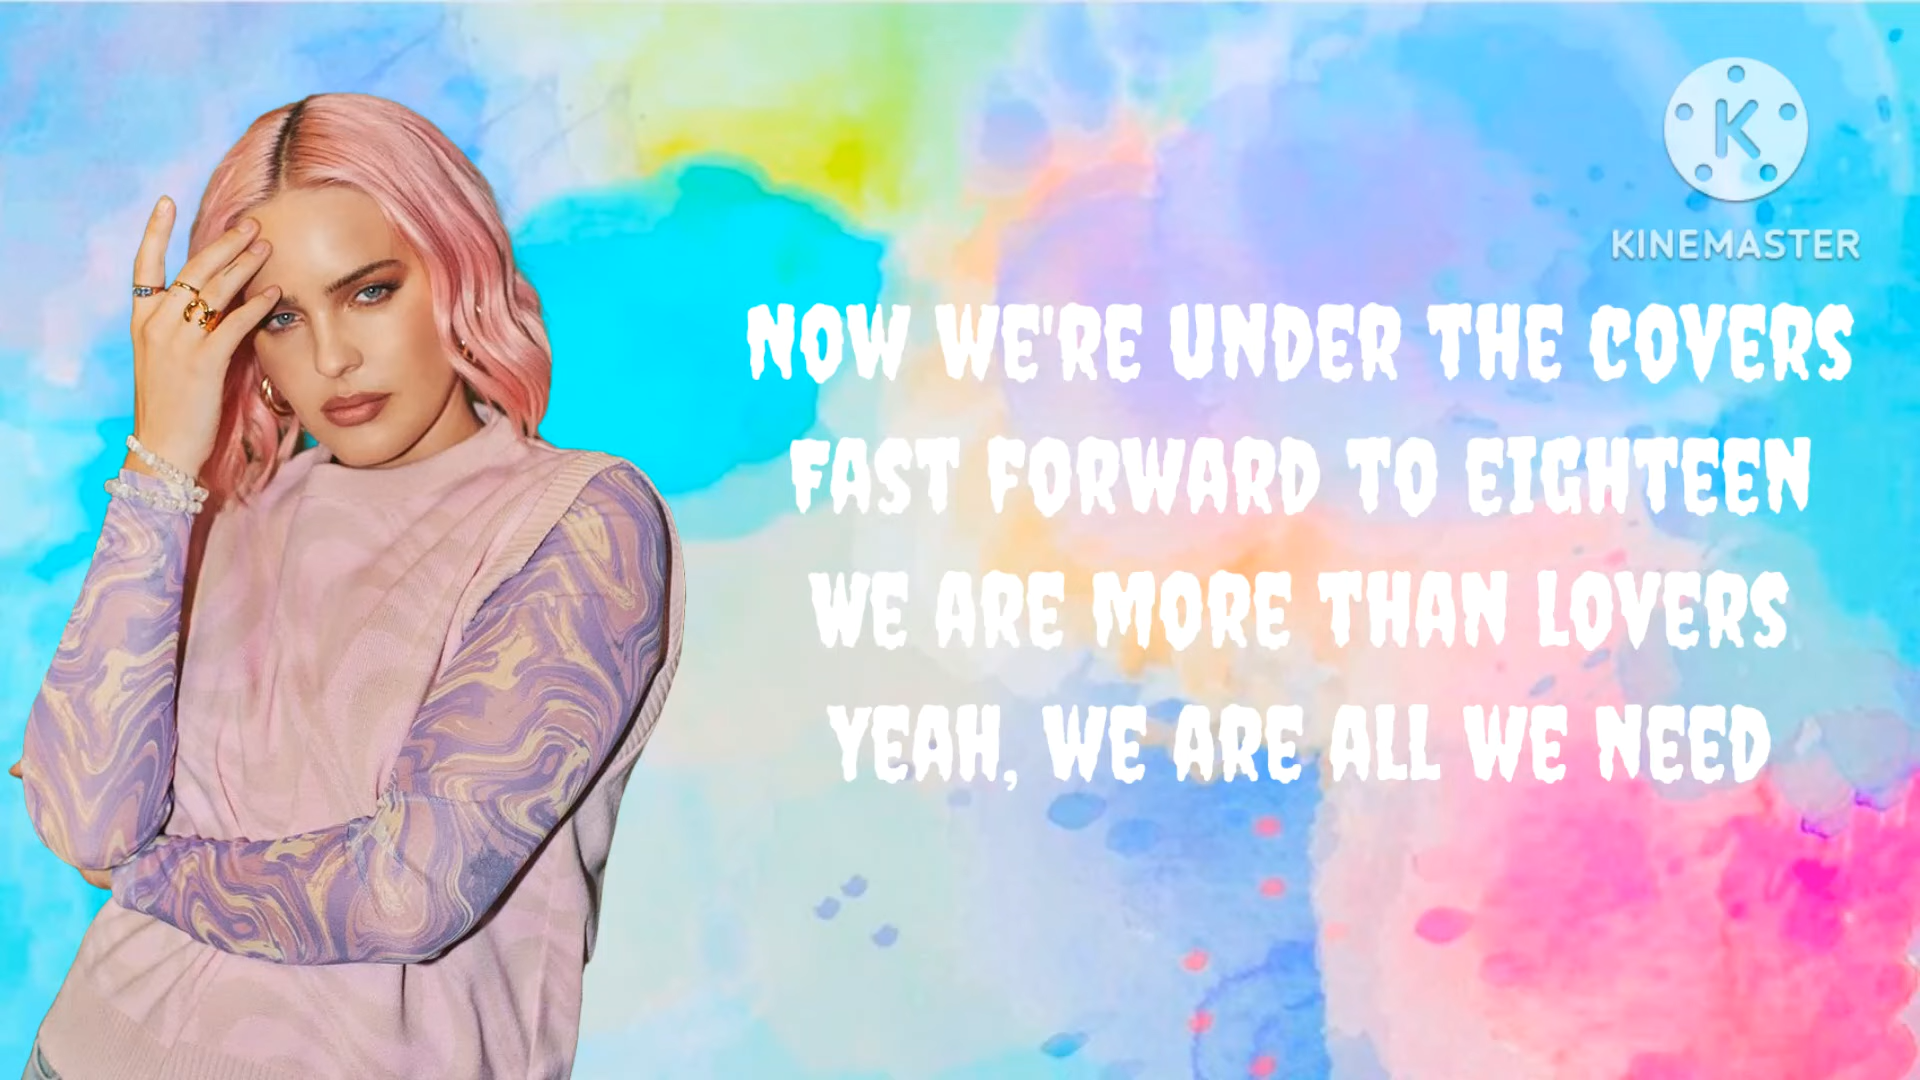 K
KINEMASTER
NOW WE'RE UNDER THE COVERS
FAST FORWARD TO EIGHTEEN
WE ARE MORE THAN LOVERS
YEAH, WE ARE ALL WE NEED